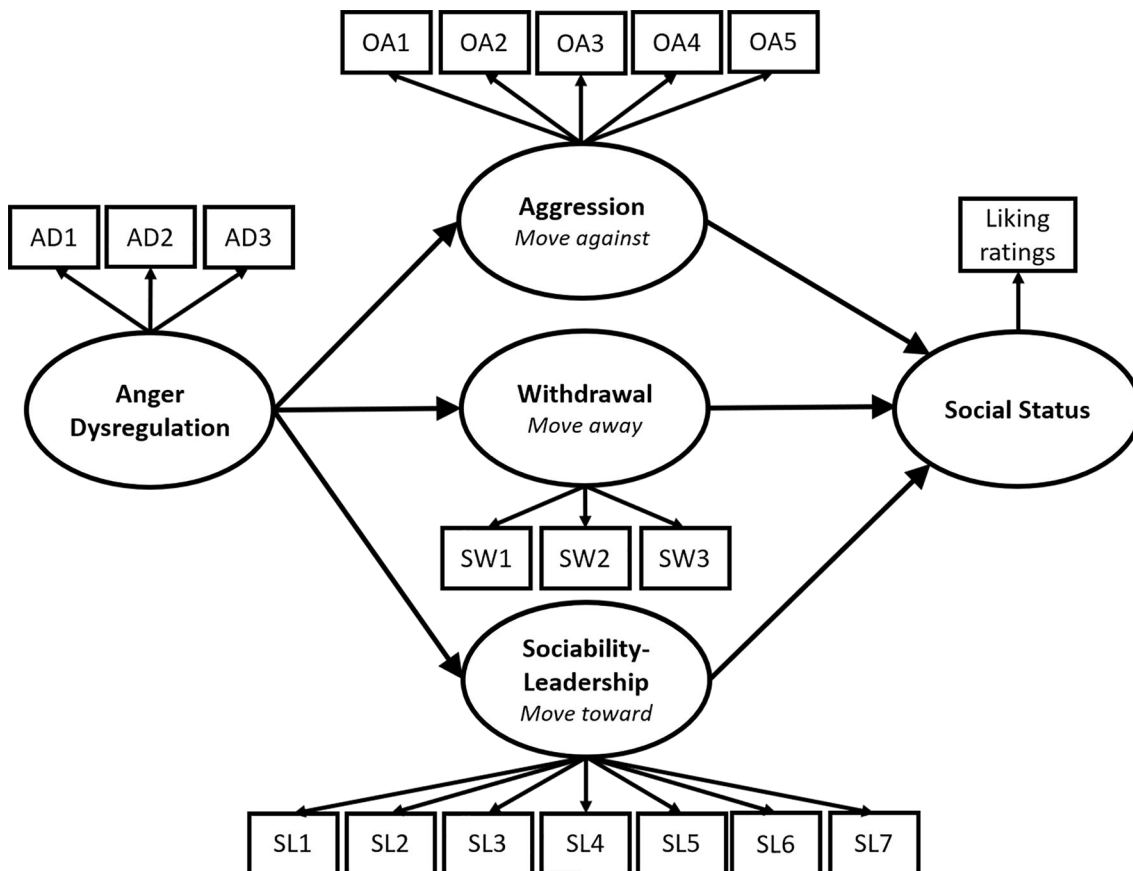 OA1 OA2 OA3 OA4 OA5
Aggression
Move against
Liking
ratings
AD1 AD2 AD3
Anger
Dysregulation
Withdrawal
Move away
Social Status
SW1 SW2 SW3
Sociability-
Leadership
Move toward
SL1 SL2 SL3 SL4 SL5 SL6 SL7